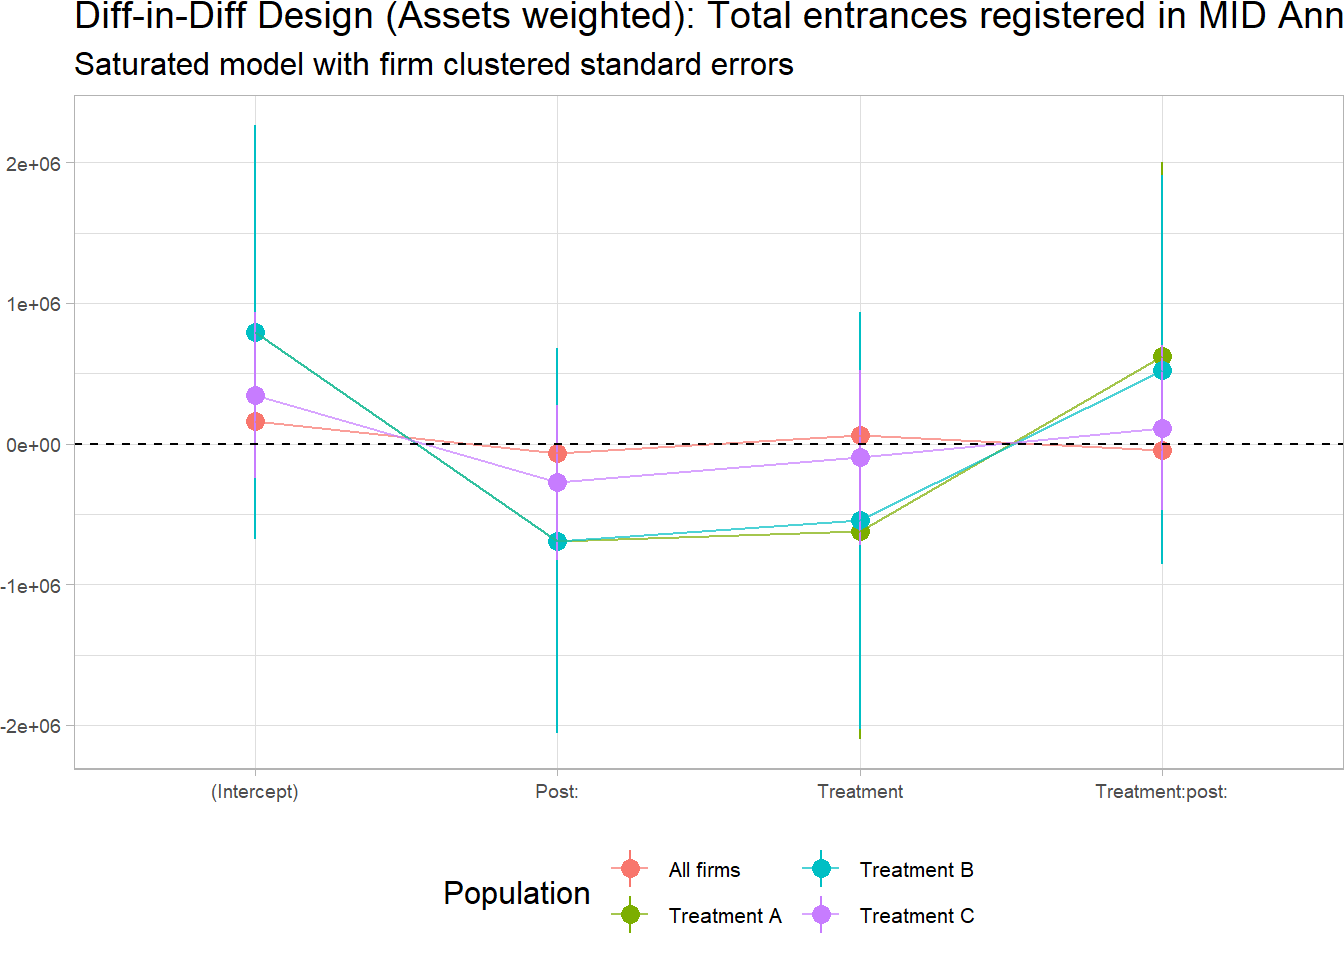 Diff-in-Diff Design (Assets weighted): Total entrances registered in MID Ann
Saturated model with firm clustered standard errors
2e+06
1e+06
0e+00
-1e+06
-2e+06
(Intercept)
Post:
Treatment
Treatment:post:
Population
All firms
Treatment B
Treatment A
Treatment C